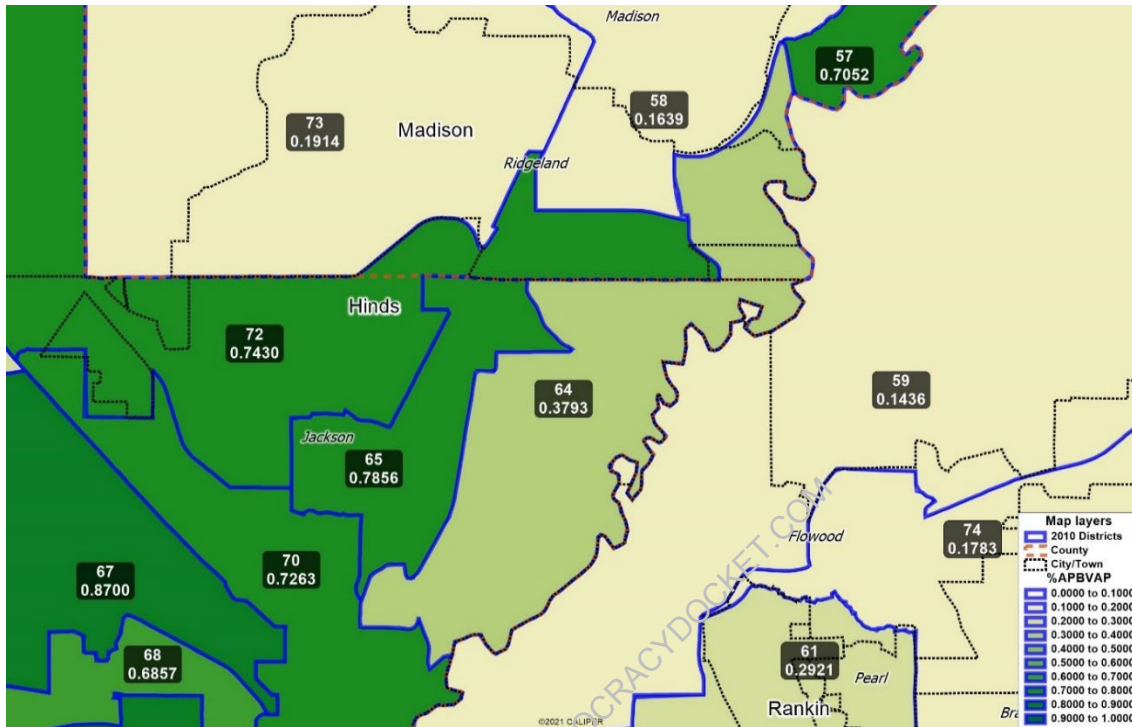 Madison
57
0.7052
58
0.1639
73
0.1914
Madison
Ridgeland
Hinds
72
0.7430
64
0.3793
59
0.1436
Jackson
65
0.7856
Flowood
74
0.1783
70
0.7263
67
0.8700
68
0.6857
61
0.2921
Pearl
Rankin
Bra
Map layers
2010 Districts
County
City/Town
%APBVAP
0.0000 to 0.1000
0.1000 to 0.2000
0.2000 to 0.3000
0.3000 to 0.4000
0.4000 to 0.5000
0.5000 to 0.6000
0.6000 to 0.7000
0.7000 to 0.8000
0.8000 to 0.9000
0.9000 to 1.0000
©2021 CALIPER
OCRACYDOCKET.COM